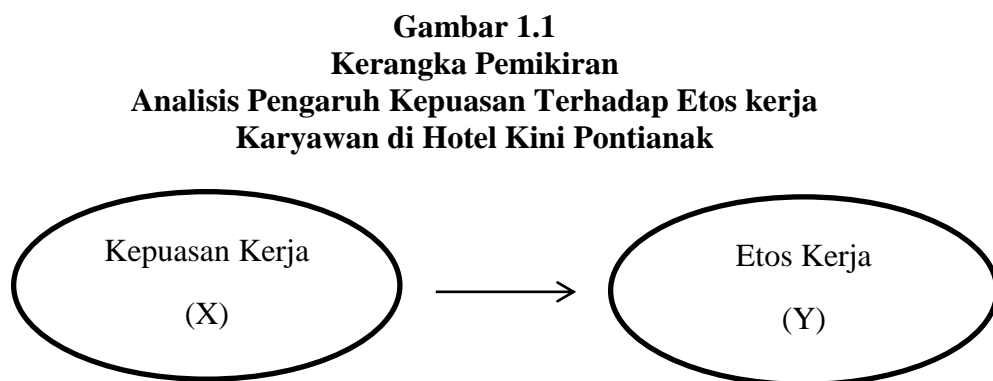 Gambar 1.1
Kerangka Pemikiran
Analisis Pengaruh Kepuasan Terhadap Etos kerja
Karyawan di Hotel Kini Pontianak
Kepuasan Kerja
(X)
Etos Kerja
(Y)